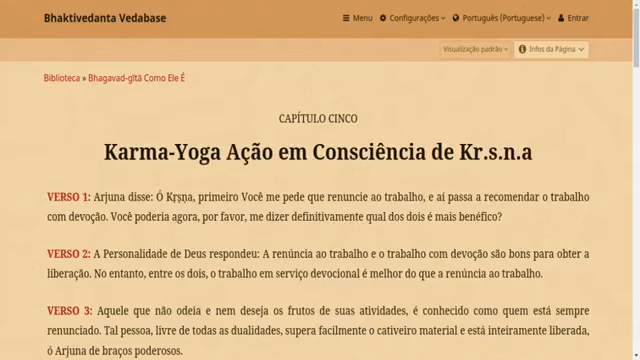 Bhaktivedanta Vedabase
Menu Configurações Português (Portuguese) Entrar
Visualização padrão Infos da Página
Biblioteca » Bhagavad-gītā Como Ele É
CAPÍTULO CINCO
Karma-Yoga Ação em Consciência de Kr.s.n.a
VERSO 1: Arjuna disse: Ó Kṛṣṇa, primeiro Você me pede que renuncie ao trabalho, e aí passa a recomendar o trabalho
com devoção. Você poderia agora, por favor, me dizer definitivamente qual dos dois é mais benéfico?
VERSO 2: A Personalidade de Deus respondeu: A renúncia ao trabalho e o trabalho com devoção são bons para obter a
liberação. No entanto, entre os dois, o trabalho em serviço devocional é melhor do que a renúncia ao trabalho.
VERSO 3: Aquele que não odeia e nem deseja os frutos de suas atividades, é conhecido como quem está sempre
renunciado. Tal pessoa, livre de todas as dualidades, supera facilmente o cativeiro material e está inteiramente liberada,
ó Arjuna de braços poderosos.